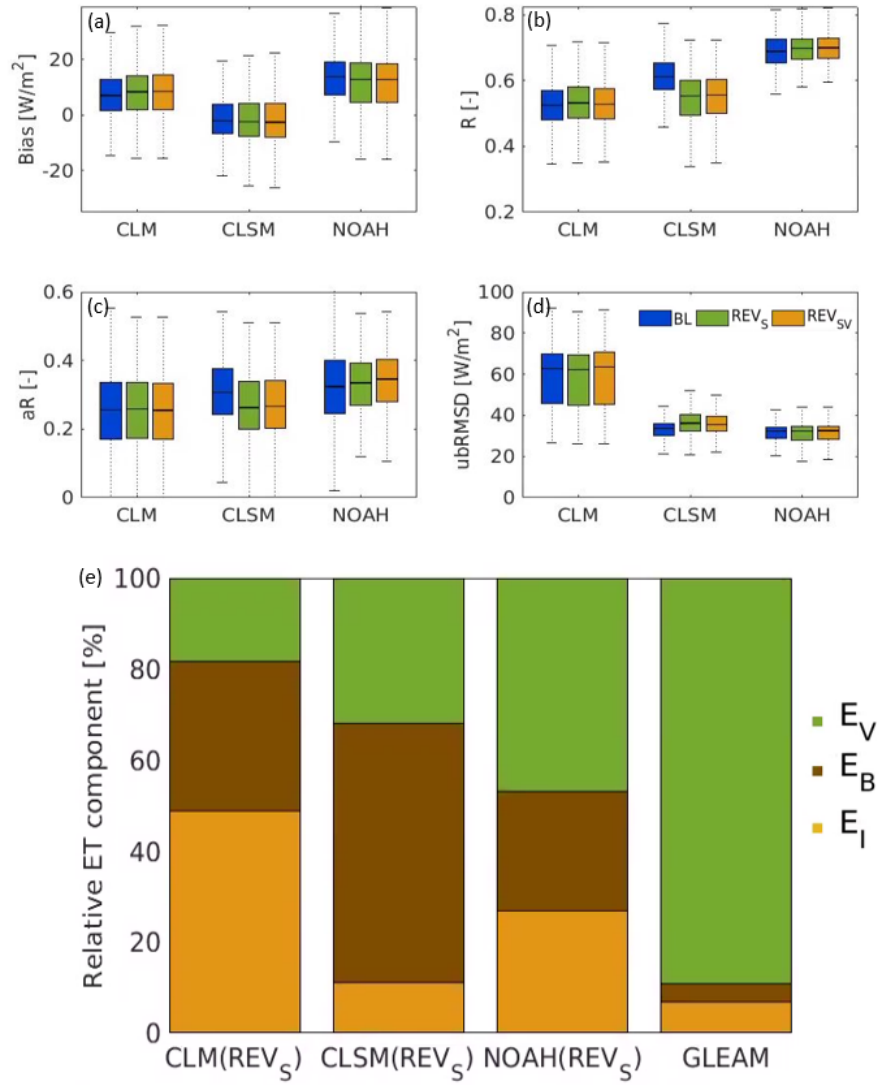 (a)
Bias [W/m²]
20
0
-20
CLM CLSM NOAH
(b)
R [-]
0.8
0.6
0.4
0.2
CLM CLSM NOAH
(c)
aR [-]
0.6
0.4
0.2
0
CLM CLSM NOAH
(d)
ubRMSD [W/m²]
100
80
60
40
20
0
BL REV_S REV_SV
CLM CLSM NOAH
(e)
Relative ET component [%]
100
80
60
40
20
0
E_V
E_B
E_I
CLM(REV_S) CLSM(REV_S) NOAH(REV_S) GLEAM